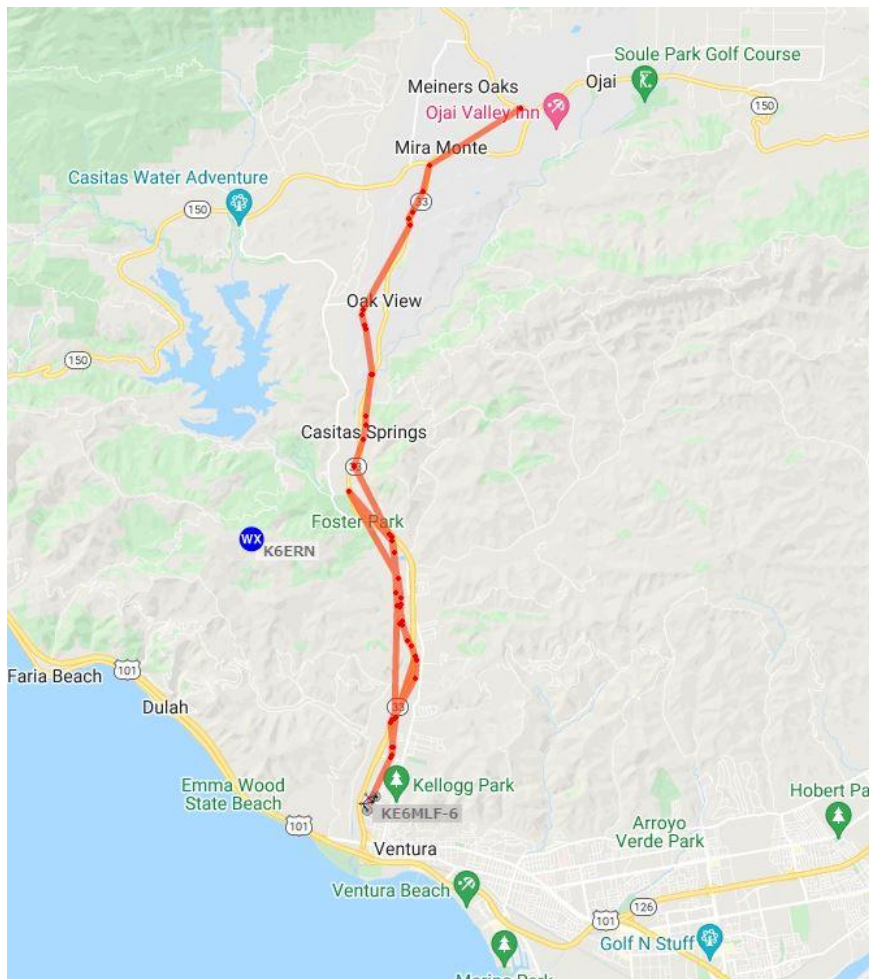 Soule Park Golf Course
Meiners Oaks
Ojai
Ojai Valley Inn
150
Mira Monte
Casitas Water Adventure
33
150
Oak View
150
Casitas Springs
33
Foster Park
WX
K6ERN
101
Faria Beach
Dulah
33
Emma Wood
State Beach
Kellogg Park
KE6MLF-6
Hobert Pa
101
Arroyo
Verde Park
Ventura
Ventura Beach
126
101
Golf N Stuff
Marina Park